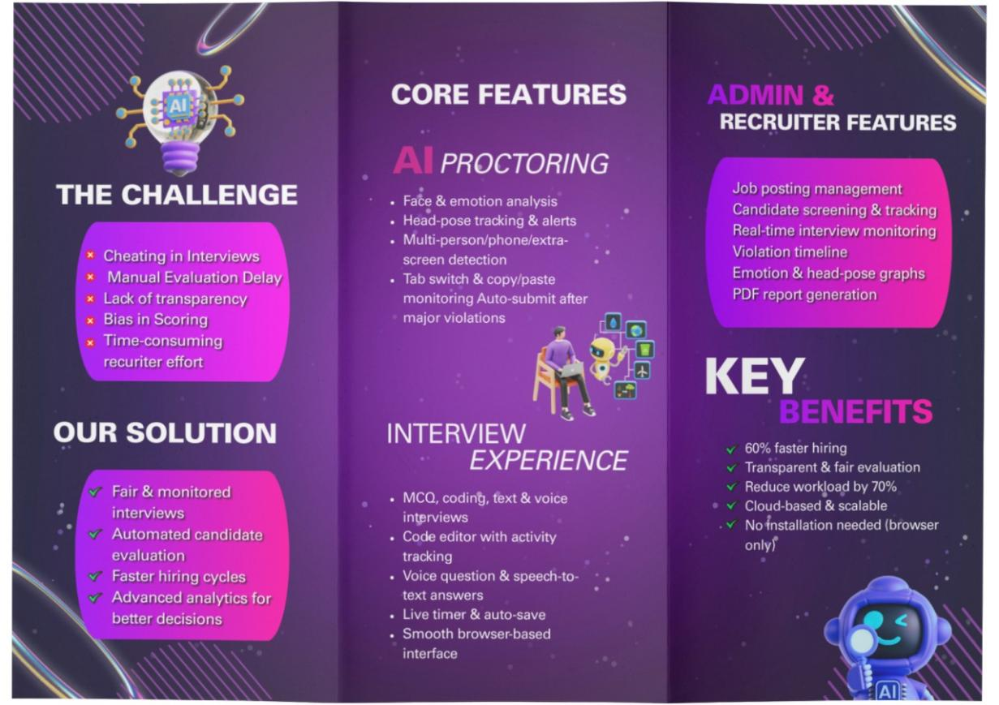 AI
THE CHALLENGE
Cheating in Interviews
Manual Evaluation Delay
Lack of transparency
Bias in Scoring
Time-consuming
recuriter effort
OUR SOLUTION
Fair & monitored
interviews
Automated candidate
evaluation
Faster hiring cycles
Advanced analytics for
better decisions
CORE FEATURES
AI PROCTORING
• Face & emotion analysis
• Head-pose tracking & alerts
• Multi-person/phone/extra-
screen detection
• Tab switch & copy/paste
monitoring Auto-submit after
major violations
INTERVIEW
EXPERIENCE
• MCQ, coding, text & voice
interviews
• Code editor with activity
tracking
• Voice question & speech-to-
text answers
• Live timer & auto-save
• Smooth browser-based
interface
ADMIN &
RECRUITER FEATURES
Job posting management
Candidate screening & tracking
Real-time interview monitoring
Violation timeline
Emotion & head-pose graphs
PDF report generation
KEY
BENEFITS
60% faster hiring
Transparent & fair evaluation
Reduce workload by 70%
Cloud-based & scalable
No installation needed (browser
only)
AI